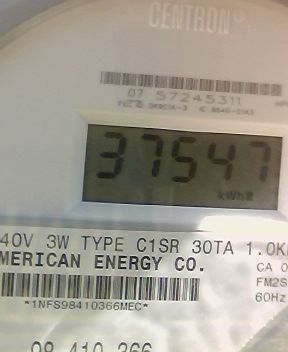 CENTRON®
07 57245311
37547
kWh
40V 3W TYPE C1SR 30TA 1.0K
MERICAN ENERGY CO.
CA 0
FM2S
60Hz
*1NFS98410366MEC*
98 410 366